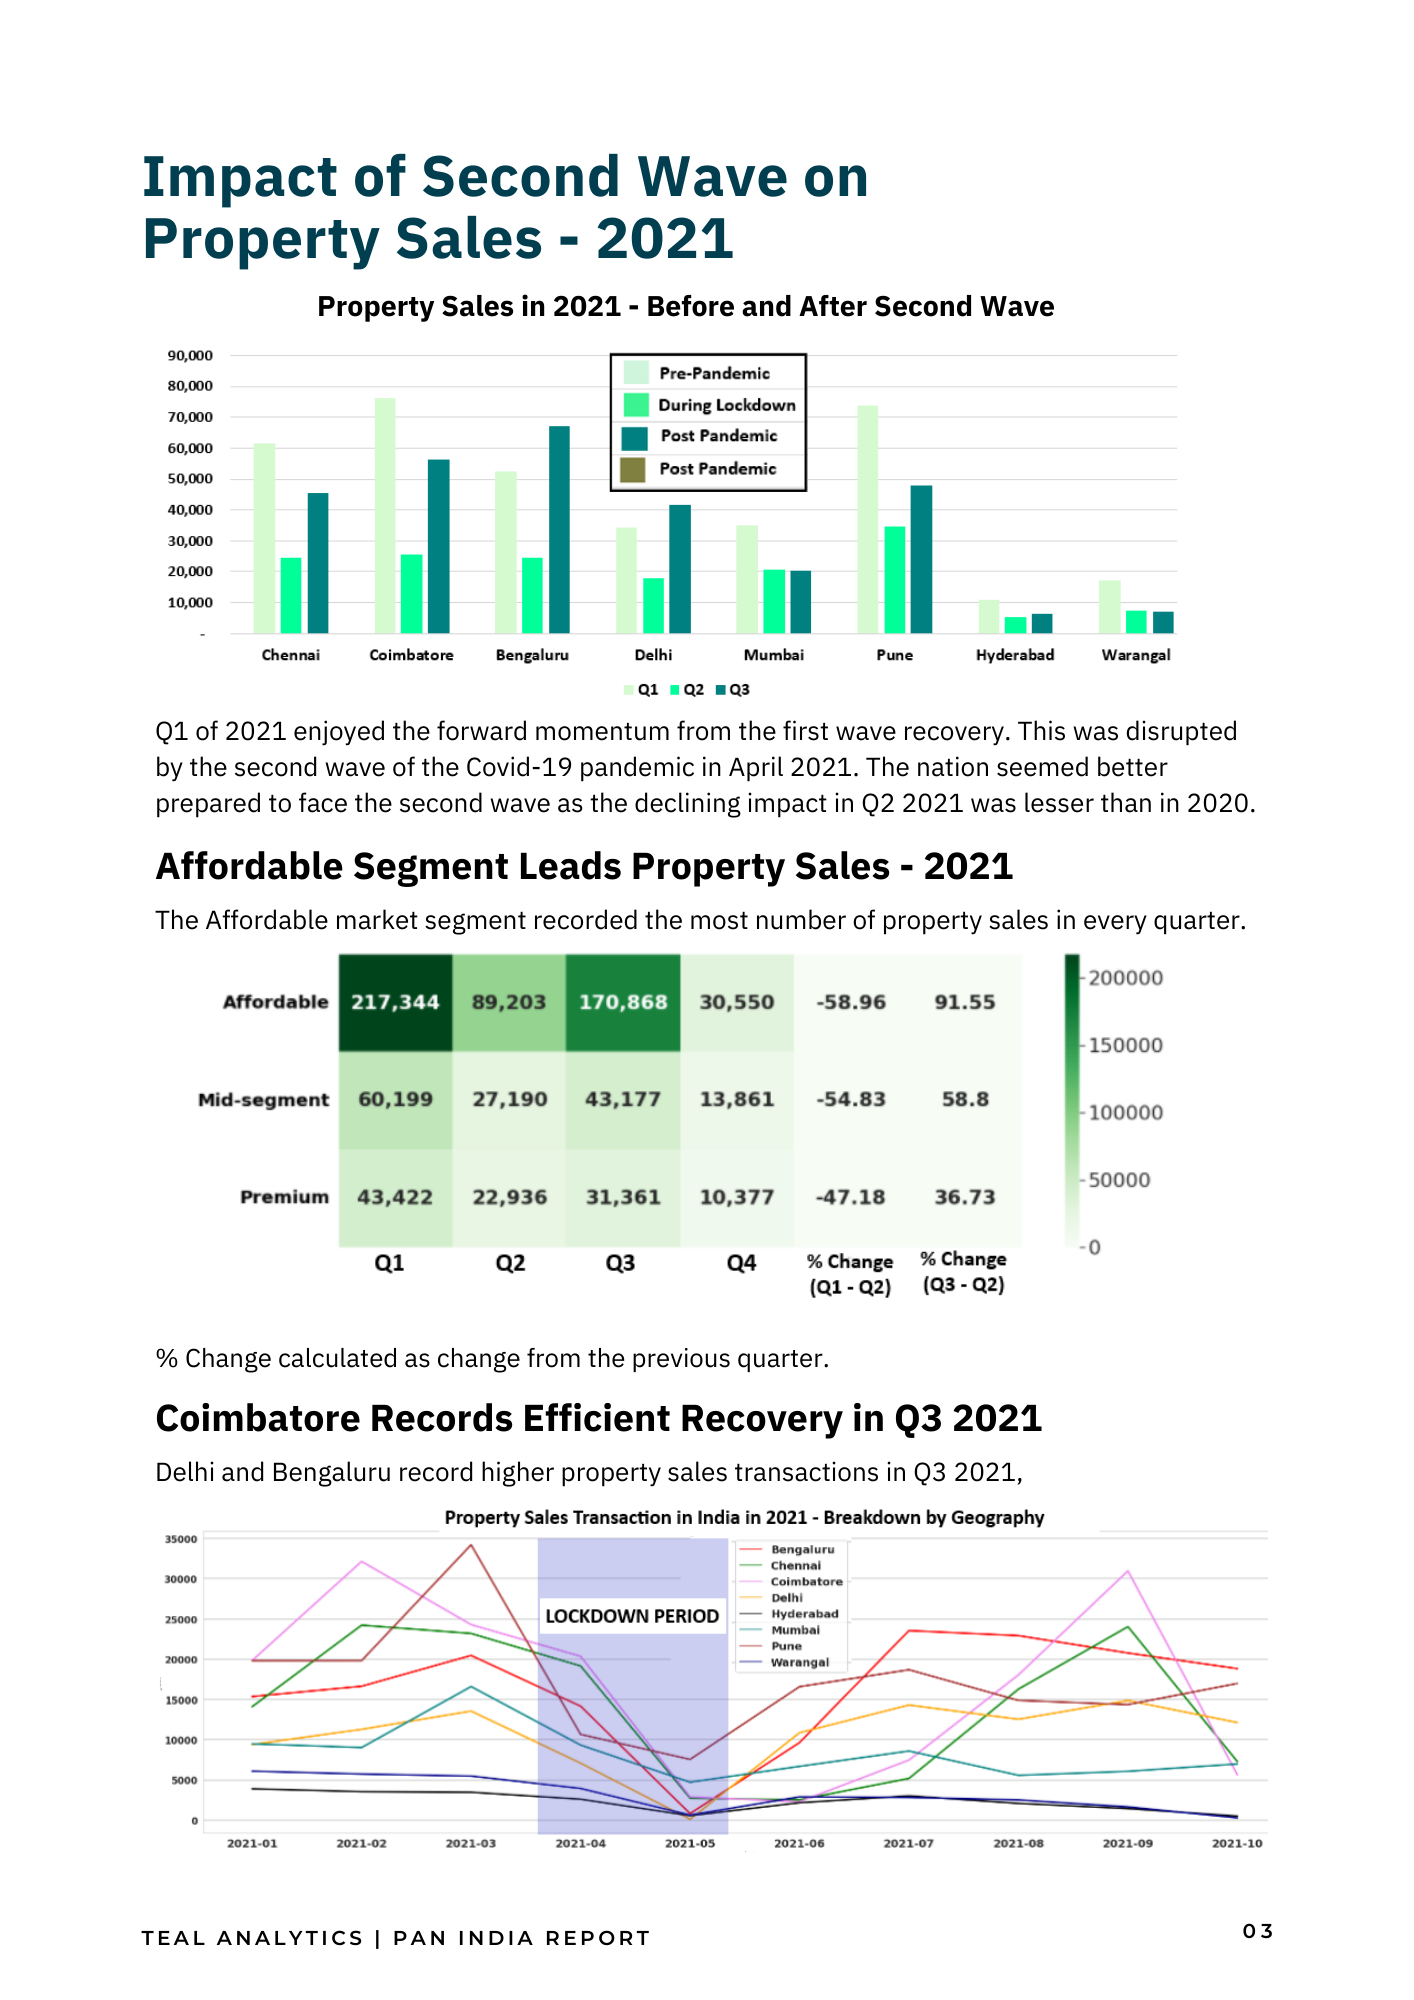 Impact of Second Wave on
Property Sales - 2021
Property Sales in 2021 - Before and After Second Wave
90,000
80,000
70,000
60,000
50,000
40,000
30,000
20,000
10,000
-
Pre-Pandemic
During Lockdown
Post Pandemic
Post Pandemic
Chennai Coimbatore Bengaluru Delhi Mumbai Pune Hyderabad Warangal
Q1 Q2 Q3
Q1 of 2021 enjoyed the forward momentum from the first wave recovery. This was disrupted
by the second wave of the Covid-19 pandemic in April 2021. The nation seemed better
prepared to face the second wave as the declining impact in Q2 2021 was lesser than in 2020.
Affordable Segment Leads Property Sales - 2021
The Affordable market segment recorded the most number of property sales in every quarter.
Affordable 217,344 89,203 170,868 30,550 -58.96 91.55
Mid-segment 60,199 27,190 43,177 13,861 -54.83 58.8
Premium 43,422 22,936 31,361 10,377 -47.18 36.73
Q1 Q2 Q3 Q4 % Change % Change
(Q1 - Q2) (Q3 - Q2)
200000
150000
100000
50000
0
% Change calculated as change from the previous quarter.
Coimbatore Records Efficient Recovery in Q3 2021
Delhi and Bengaluru record higher property sales transactions in Q3 2021,
Property Sales Transaction in India in 2021 - Breakdown by Geography
35000
30000
25000
20000
15000
10000
5000
0
LOCKDOWN PERIOD
Bengaluru
Chennai
Coimbatore
Delhi
Hyderabad
Mumbai
Pune
Warangal
2021-01 2021-02 2021-03 2021-04 2021-05 2021-06 2021-07 2021-08 2021-09 2021-10
TEAL ANALYTICS | PAN INDIA REPORT
03